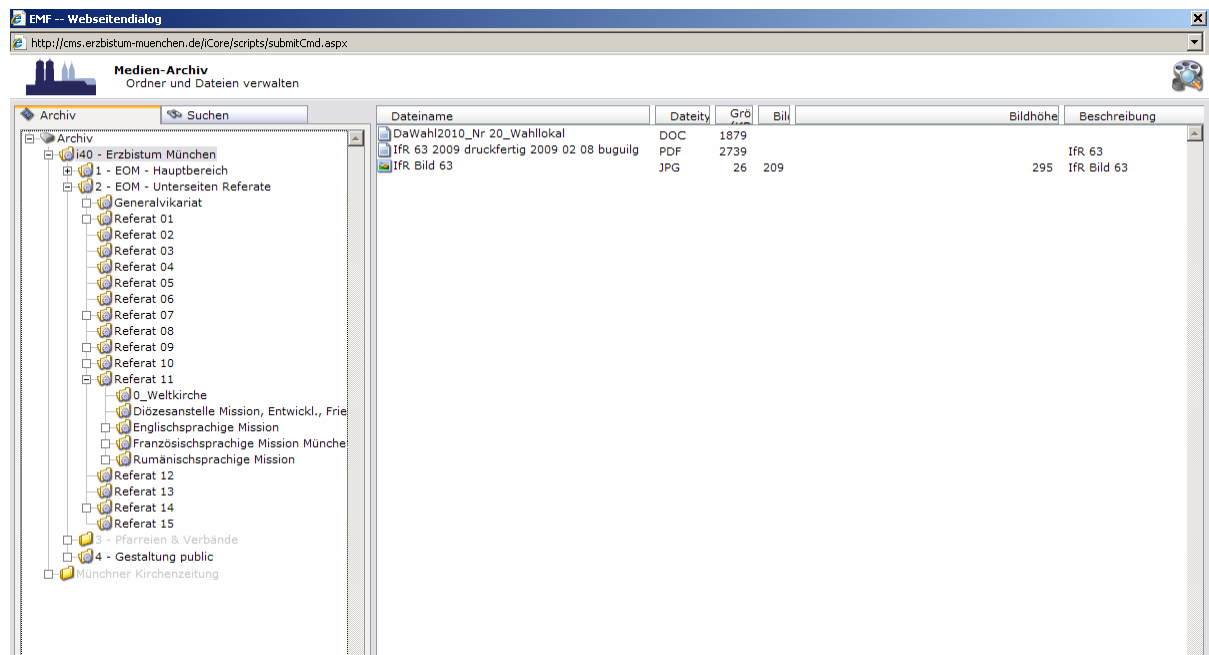 EMF -- Webseitendialog
http://cms.erzbistum-muenchen.de/iCore/scripts/submitCmd.aspx
Medien-Archiv
Ordner und Dateien verwalten
Archiv
Suchen
Archiv
i40 - Erzbistum München
1 - EOM - Hauptbereich
2 - EOM - Unterseiten Referate
Generalvikariat
Referat 01
Referat 02
Referat 03
Referat 04
Referat 05
Referat 06
Referat 07
Referat 08
Referat 09
Referat 10
Referat 11
0_Weltkirche
Diözesanstelle Mission, Entwickl., Frie
Englischsprachige Mission
Französischsprachige Mission Münche
Rumänischsprachige Mission
Referat 12
Referat 13
Referat 14
Referat 15
3 - Pfarreien & Verbände
4 - Gestaltung public
Münchner Kirchenzeitung
Dateiname Dateity Grö Bil Bildhöhe Beschreibung
DaWahl2010_Nr 20_Wahllokal DOC 1879
IfR 63 2009 druckfertig 2009 02 08 buguilg PDF 2739 IfR 63
IfR Bild 63 JPG 26 209 295 IfR Bild 63